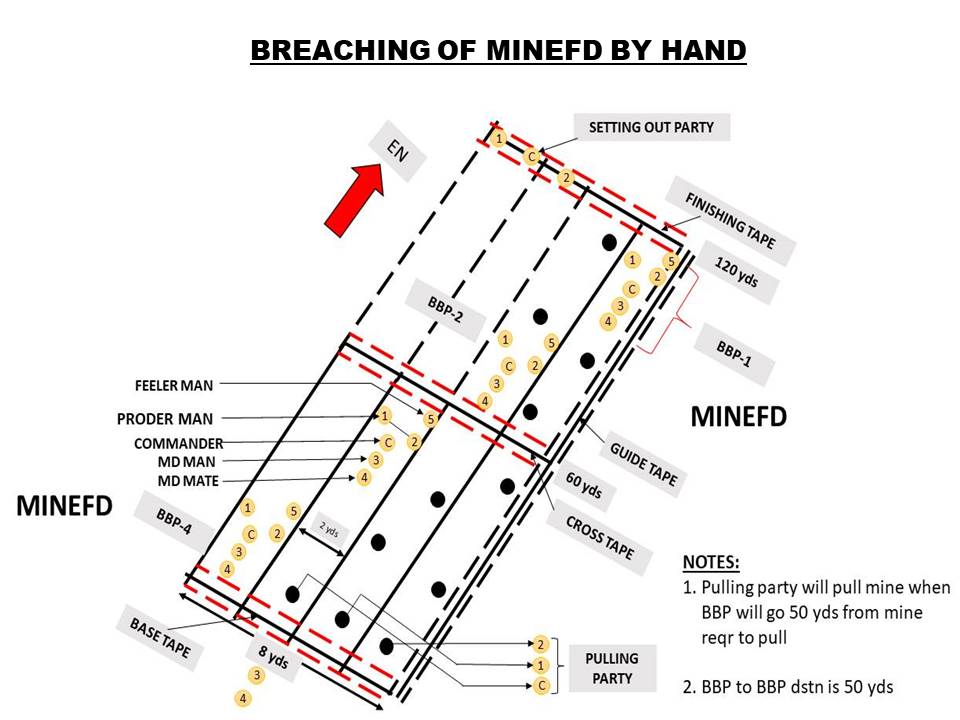 BREACHING OF MINEFD BY HAND
EN
1
C
2
SETTING OUT PARTY
FINISHING TAPE
120 yds
1
5
2
C
3
4
BBP-1
BBP-2
1
5
C
2
3
4
MINEFD
FEELER MAN
PRODER MAN
COMMANDER
MD MAN
MD MATE
1
5
C
2
3
4
GUIDE TAPE
60 yds
CROSS TAPE
MINEFD
BBP-4
1
5
C
2
3
4
2 yds
BASE TAPE
8 yds
3
4
2
1
C
PULLING
PARTY
NOTES:
1. Pulling party will pull mine when
BBP will go 50 yds from mine
reqr to pull
2. BBP to BBP dstn is 50 yds